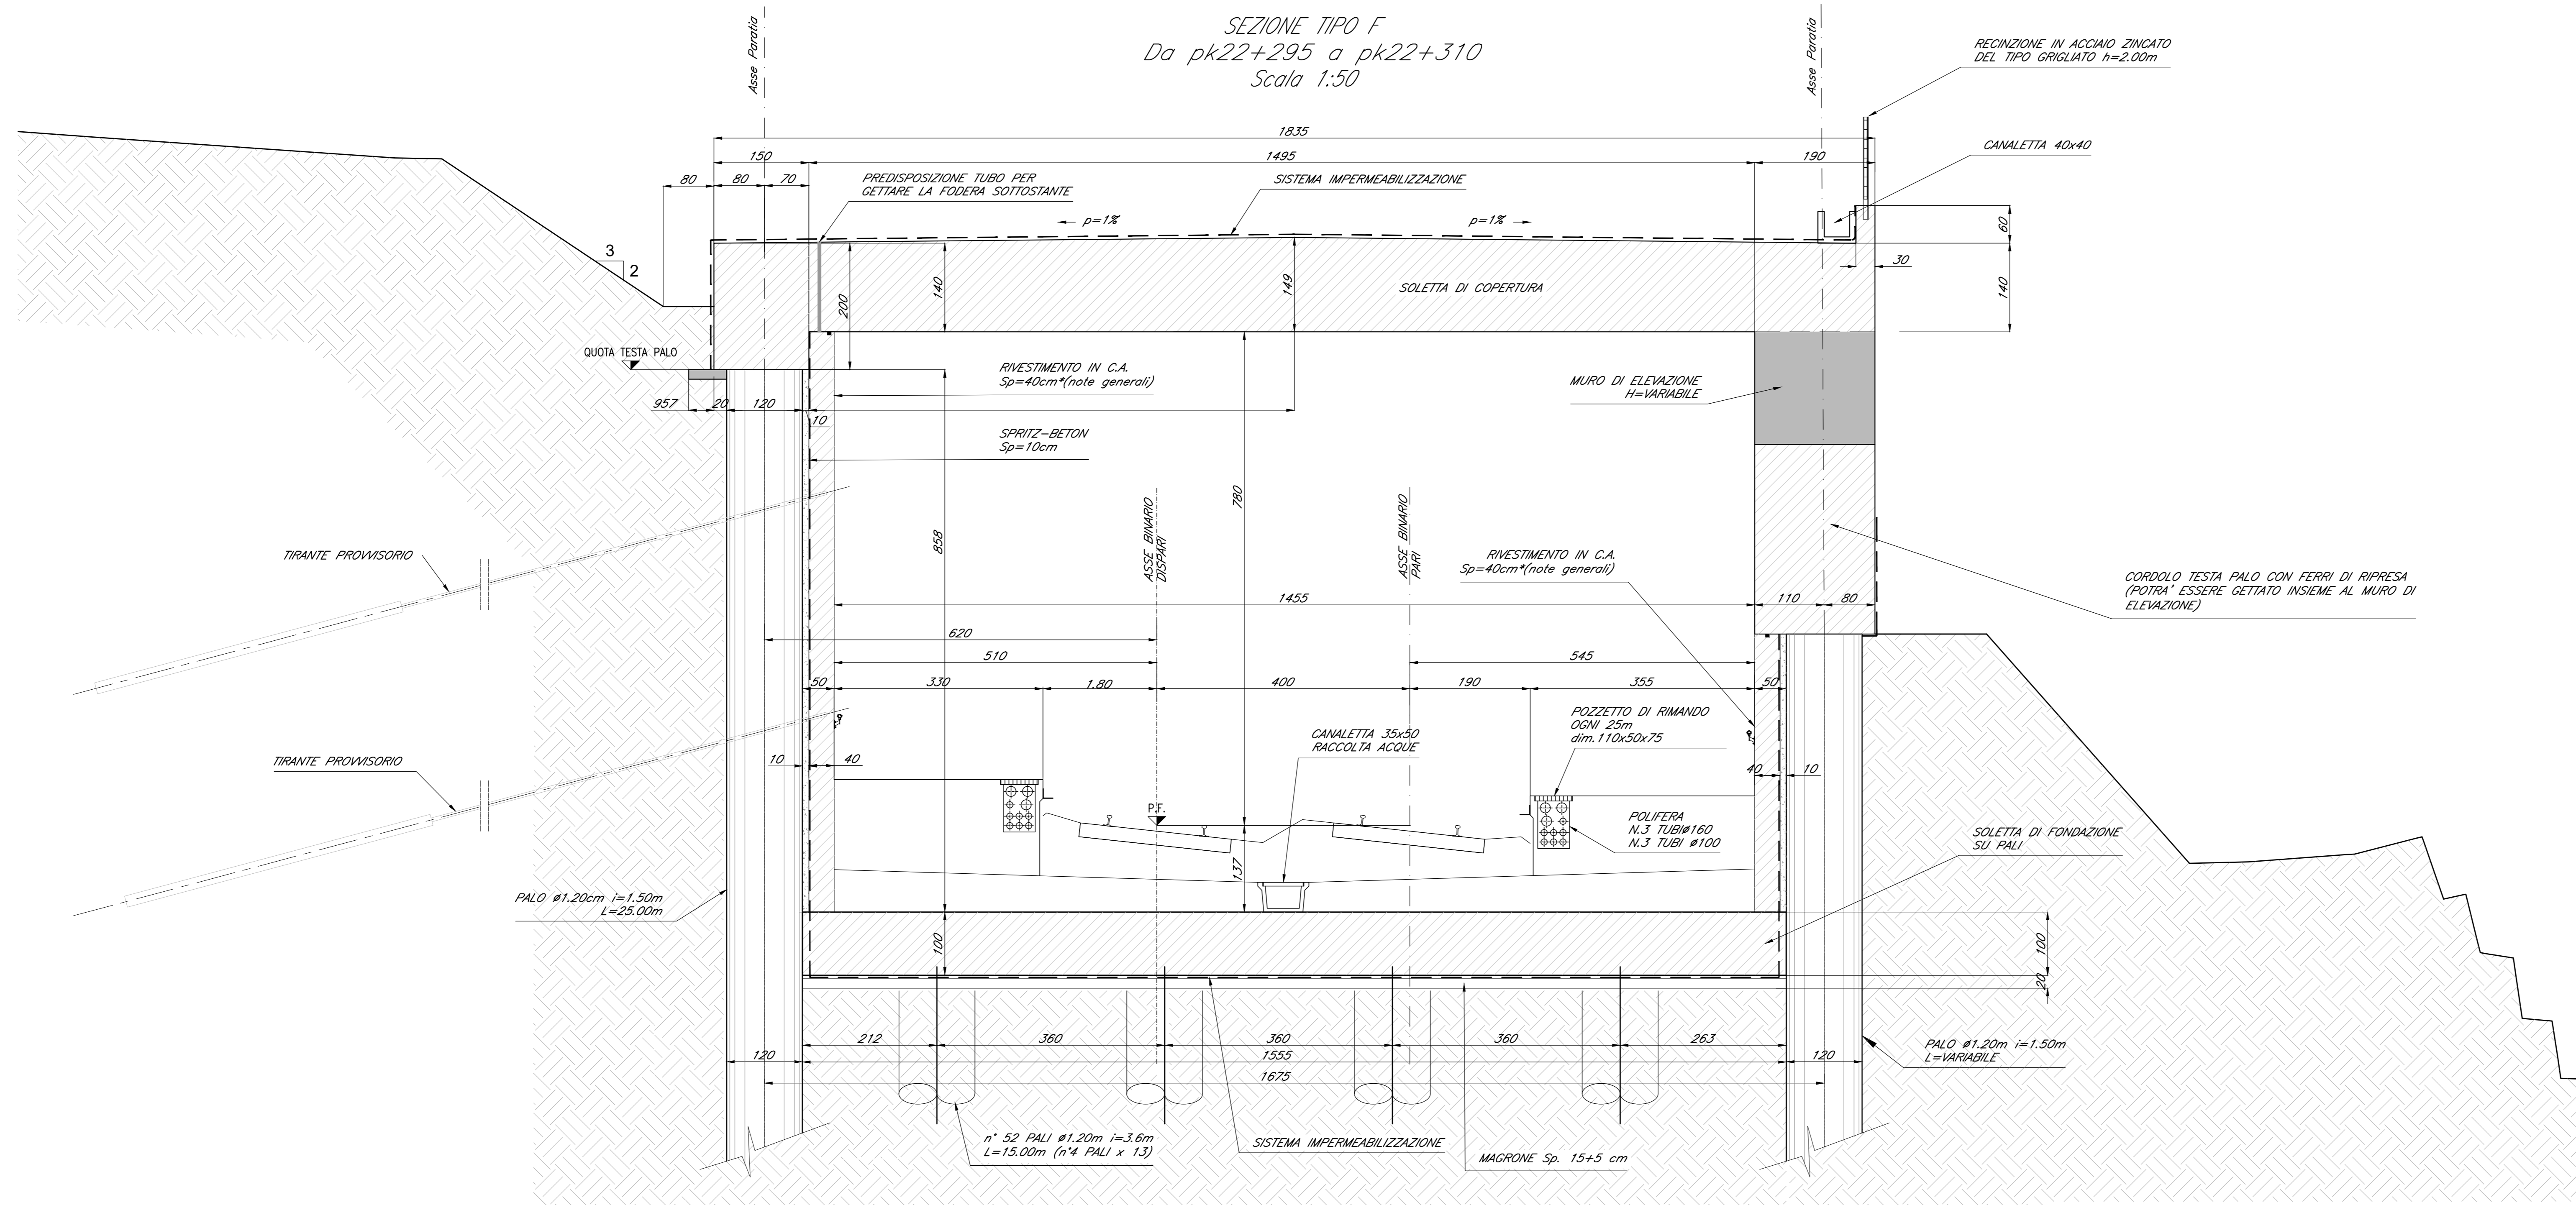 SEZIONE TIPO F
Da pk22+295 a pk22+310
Scala 1:50
Asse Paratia
Asse Paratia
RECINZIONE IN ACCIAIO ZINCATO
DEL TIPO GRIGLIATO h=2.00m
CANALETTA 40x40
1835
150
1495
190
80
80
70
PREDISPOSIZIONE TUBO PER
GETTARE LA FODERA SOTTOSTANTE
SISTEMA IMPERMEABILIZZAZIONE
p=1%
p=1%
60
3
2
30
200
140
149
SOLETTA DI COPERTURA
140
QUOTA TESTA PALO
RIVESTIMENTO IN C.A.
Sp=40cm*(note generali)
MURO DI ELEVAZIONE
H=VARIABILE
957
20
120
10
SPRITZ-BETON
Sp=10cm
780
858
ASSE BINARIO
DISPARI
ASSE BINARIO
PARI
TIRANTE PROVVISORIO
RIVESTIMENTO IN C.A.
Sp=40cm*(note generali)
CORDOLO TESTA PALO CON FERRI DI RIPRESA
(POTRA' ESSERE GETTATO INSIEME AL MURO DI
ELEVAZIONE)
1455
110
80
620
510
545
50
330
1.80
400
190
355
50
POZZETTO DI RIMANDO
OGNI 25m
dim.110x50x75
CANALETTA 35x50
RACCOLTA ACQUE
TIRANTE PROVVISORIO
10
40
40
10
P.F.
POLIFERA
N.3 TUBIø160
N.3 TUBI ø100
SOLETTA DI FONDAZIONE
SU PALI
137
PALO ø1.20cm i=1.50m
L=25.00m
100
100
20
212
360
360
360
263
120
1555
120
1675
PALO ø1.20m i=1.50m
L=VARIABILE
n° 52 PALI ø1.20m i=3.6m
L=15.00m (n°4 PALI x 13)
SISTEMA IMPERMEABILIZZAZIONE
MAGRONE Sp. 15+5 cm